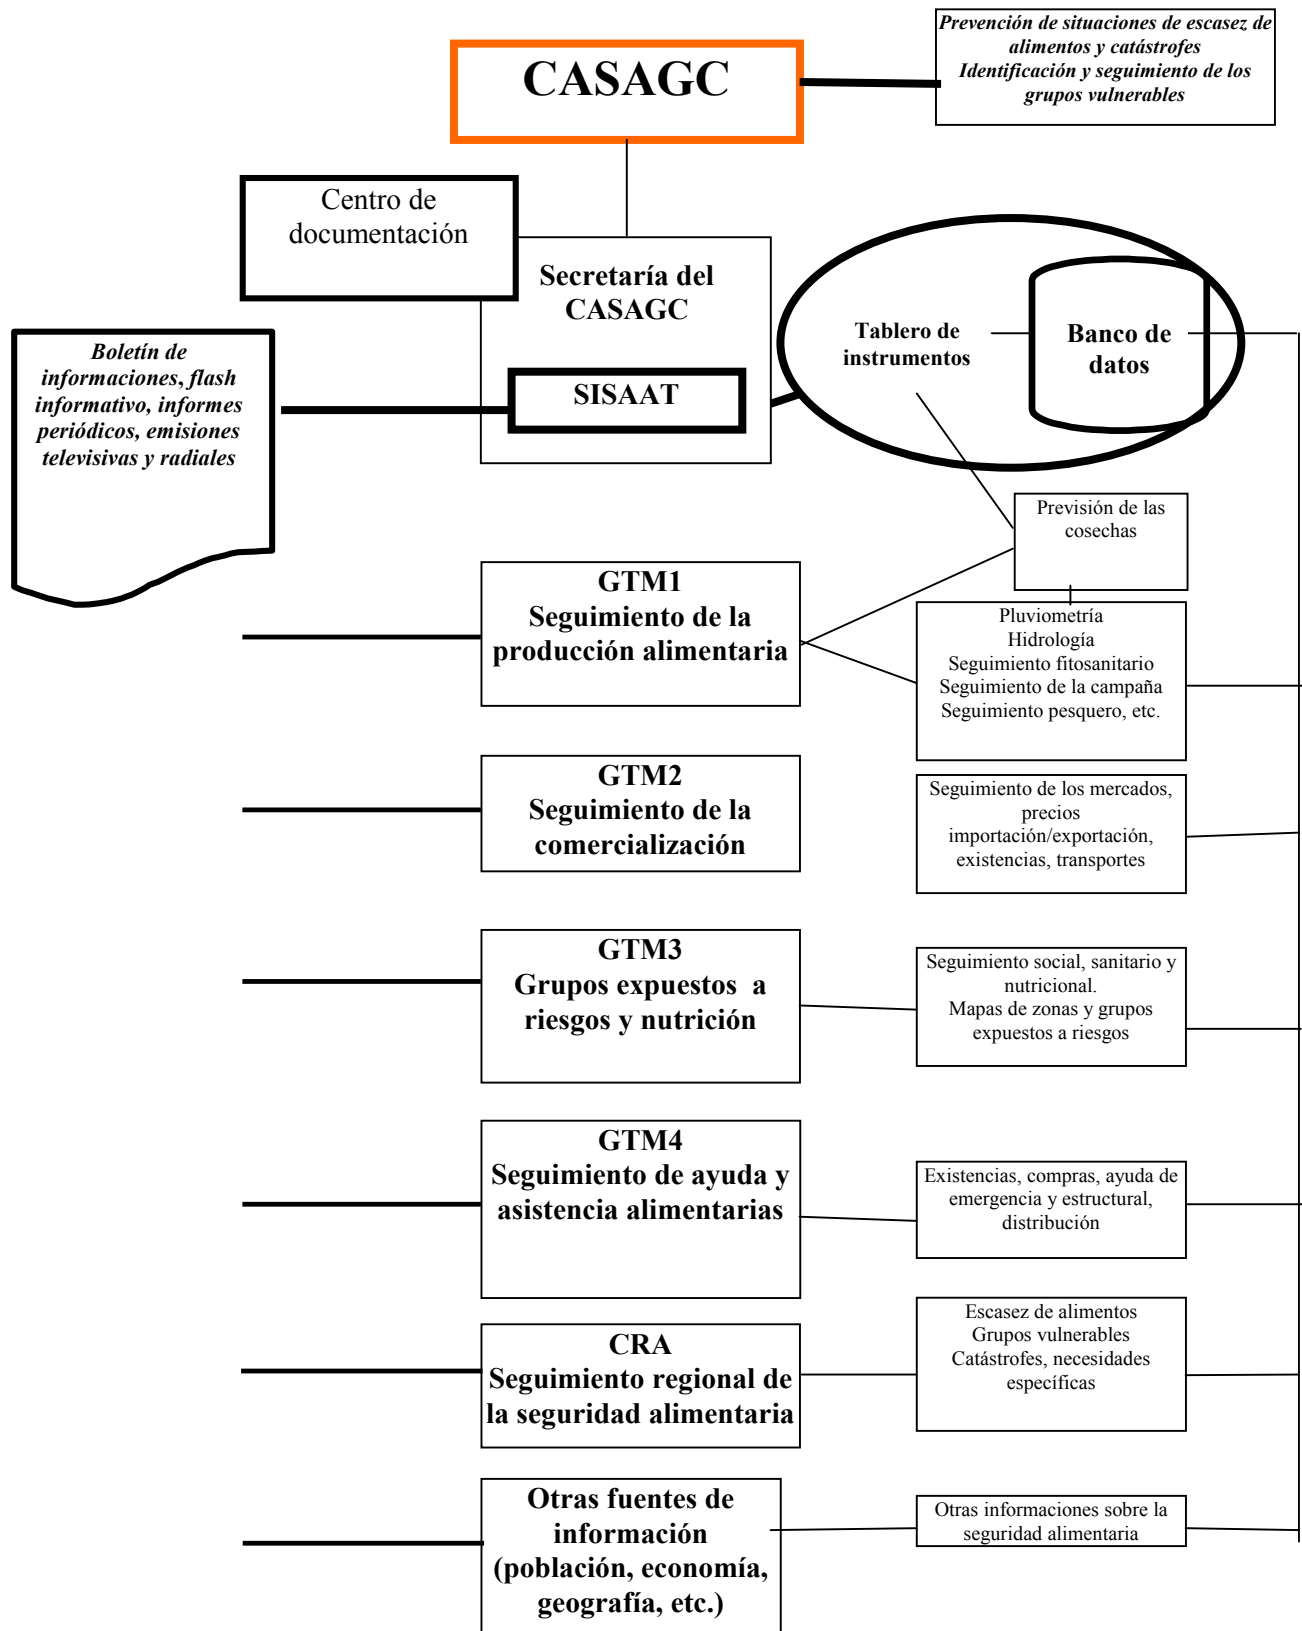 Prevención de situaciones de escasez de
alimentos y catástrofes
Identificación y seguimiento de los
grupos vulnerables
CASAGC
Centro de
documentación
Secretaría del
CASAGC
SISAAT
Tablero de
instrumentos
Banco de
datos
Boletín de
informaciones, flash
informativo, informes
periódicos, emisiones
televisivas y radiales
Previsión de las
cosechas
GTM1
Seguimiento de la
producción alimentaria
Pluviometría
Hidrología
Seguimiento fitosanitario
Seguimiento de la campaña
Seguimiento pesquero, etc.
GTM2
Seguimiento de la
comercialización
Seguimiento de los mercados,
precios
importación/exportación,
existencias, transportes
GTM3
Grupos expuestos a
riesgos y nutrición
Seguimiento social, sanitario y
nutricional.
Mapas de zonas y grupos
expuestos a riesgos
GTM4
Seguimiento de ayuda y
asistencia alimentarias
Existencias, compras, ayuda de
emergencia y estructural,
distribución
CRA
Seguimiento regional de
la seguridad alimentaria
Escasez de alimentos
Grupos vulnerables
Catástrofes, necesidades
específicas
Otras fuentes de
información
(población, economía,
geografía, etc.)
Otras informaciones sobre la
seguridad alimentaria